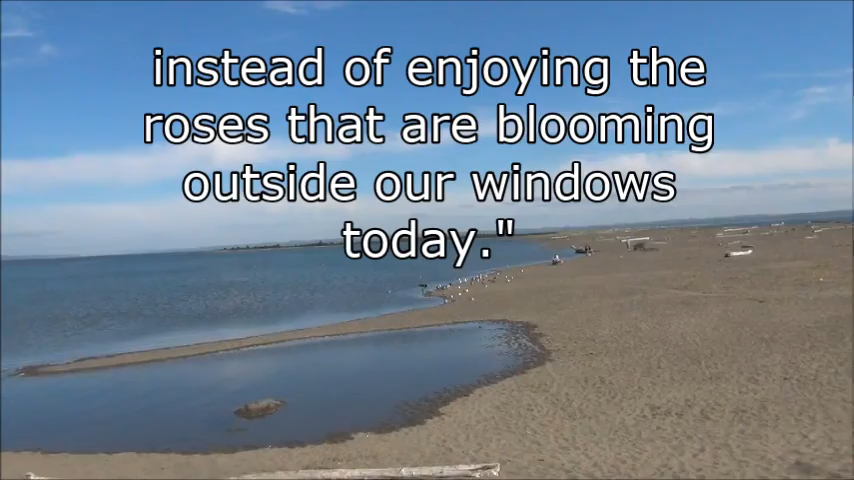 instead of enjoying the
roses that are blooming
outside our windows
today."